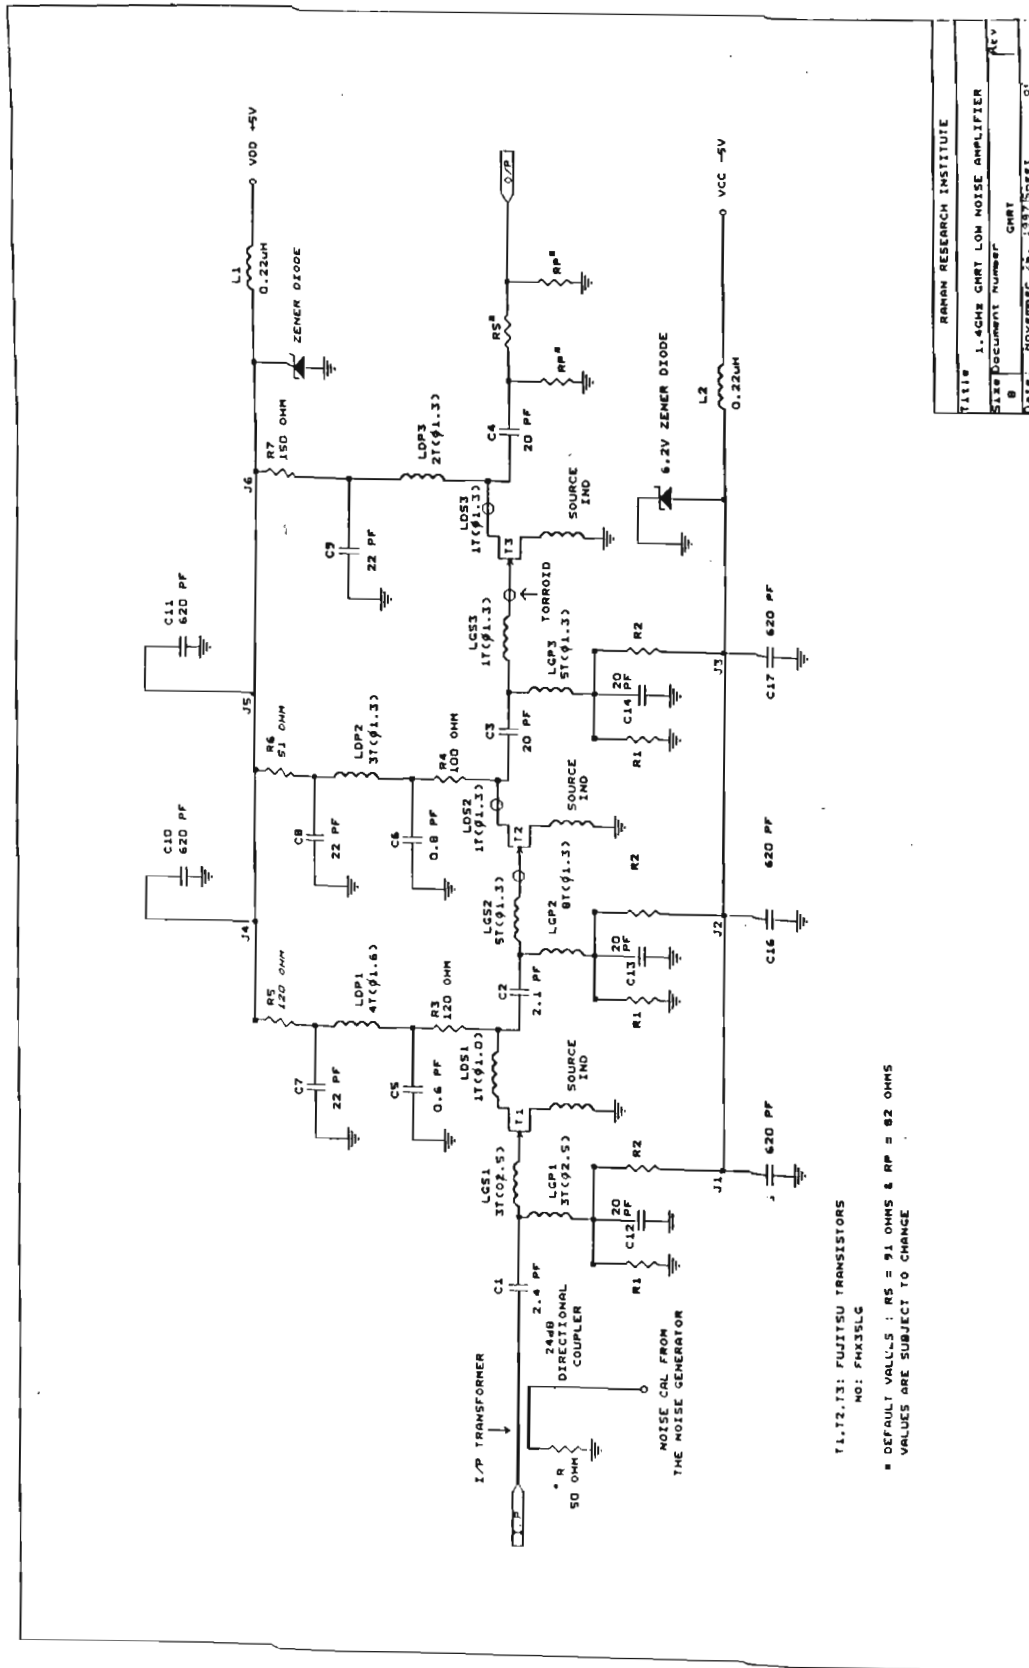 C10
620 PF
C11
620 PF
L1
0.22uH
VDD +5V
J4
J5
J6
R5
120 OHM
R6
51 OHM
R7
150 OHM
ZENER DIODE
C7
22 PF
LDP1
4T(φ1.6)
C8
22 PF
LDP2
3T(φ1.3)
C9
22 PF
LDP3
2T(φ1.3)
C5
0.6 PF
R3
120 OHM
C6
0.8 PF
R4
100 OHM
LDS1
1T(φ1.0)
LDS2
1T(φ1.3)
LDS3
1T(φ1.3)
C4
20 PF
RS*
RP*
RP*
O/P
I/P TRANSFORMER
C1
2.4 PF
LGS1
3T(φ2.5)
T1
C2
2.1 PF
LGS2
5T(φ1.3)
T2
C3
20 PF
LGS3
1T(φ1.3)
T3
TORROID
SOURCE
IND
SOURCE
IND
SOURCE
IND
LGP1
3T(φ2.5)
LGP2
8T(φ1.3)
LGP3
5T(φ1.3)
* R
50 OHM
24dB
DIRECTIONAL
COUPLER
NOISE CAL FROM
THE NOISE GENERATOR
R1
20
PF
C12
R2
R1
20
PF
C13
R2
R1
20
PF
C14
R2
6.2V ZENER DIODE
J1
J2
J3
L2
0.22uH
VCC -5V
620 PF
C16
620 PF
C17
620 PF
T1,T2,T3: FUJITSU TRANSISTORS
NO: FHX35LG
* DEFAULT VALUES : RS = 91 OHMS & RP = 82 OHMS
VALUES ARE SUBJECT TO CHANGE
RAMAN RESEARCH INSTITUTE
Title
1.4GHz GMRT LOW NOISE AMPLIFIER
Size Document Number
REV
B
GMRT